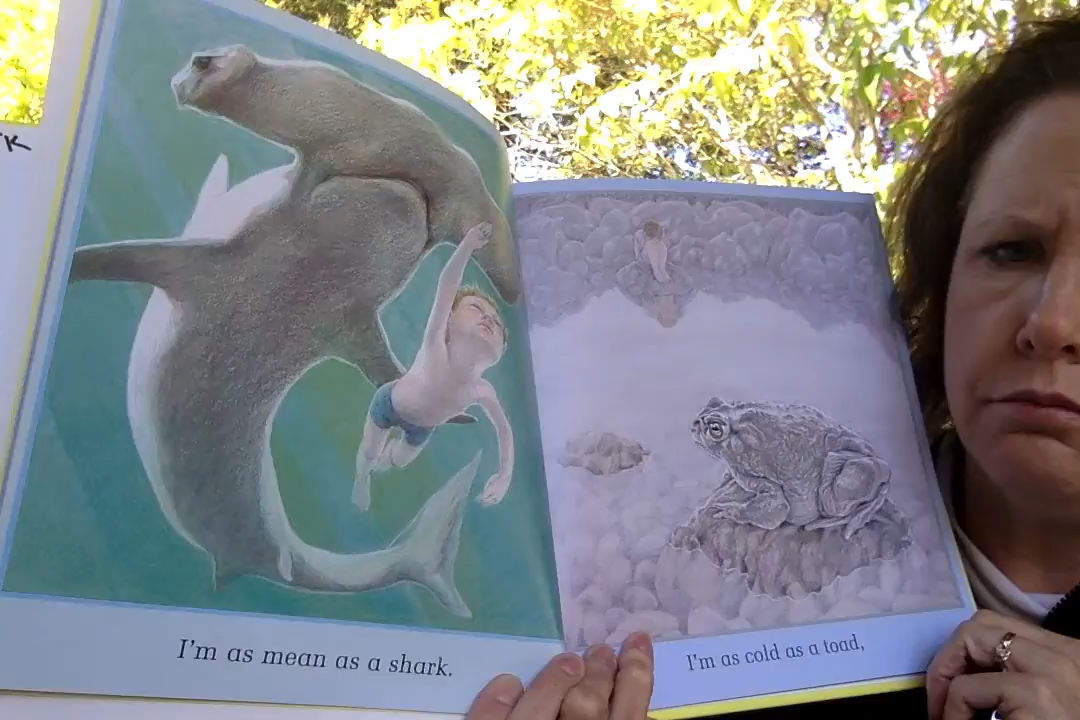 K
I'm as mean as a shark.
I'm as cold as a toad,